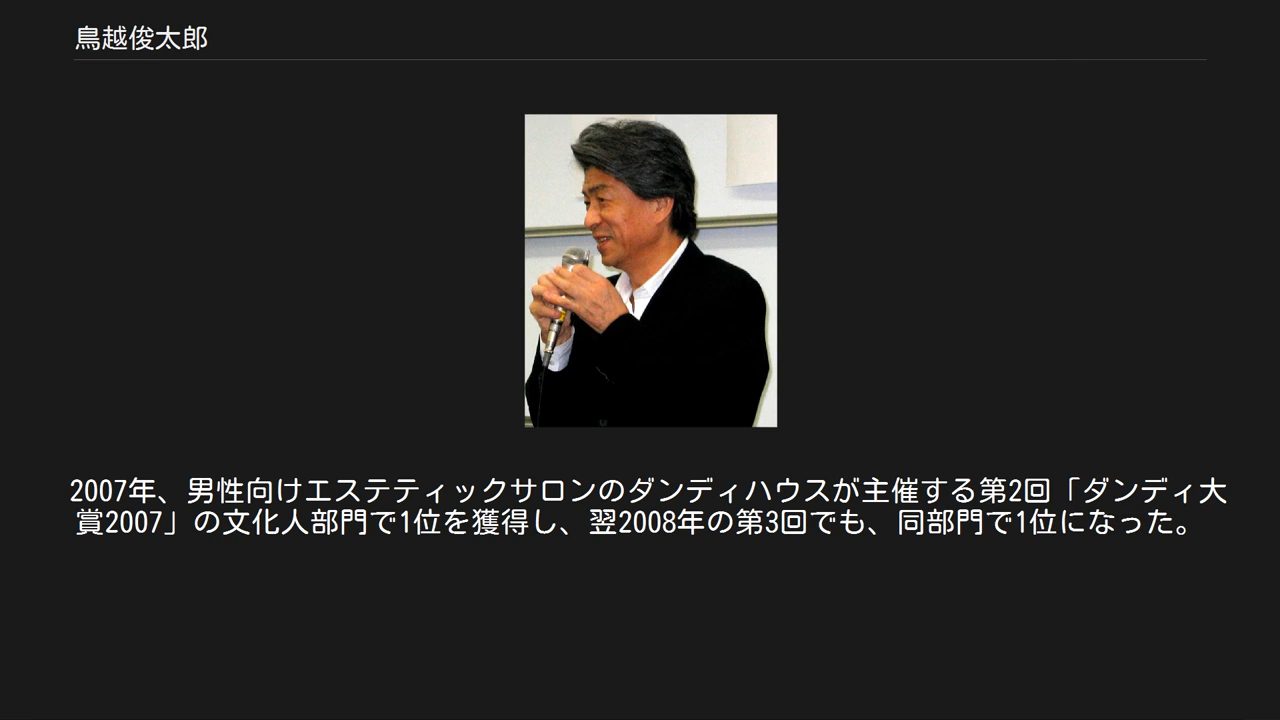 鳥越俊太郎
2007年、男性向けエステティックサロンのダンディハウスが主催する第2回「ダンディ大
賞2007」の文化人部門で1位を獲得し、翌2008年の第3回でも、同部門で1位になった。